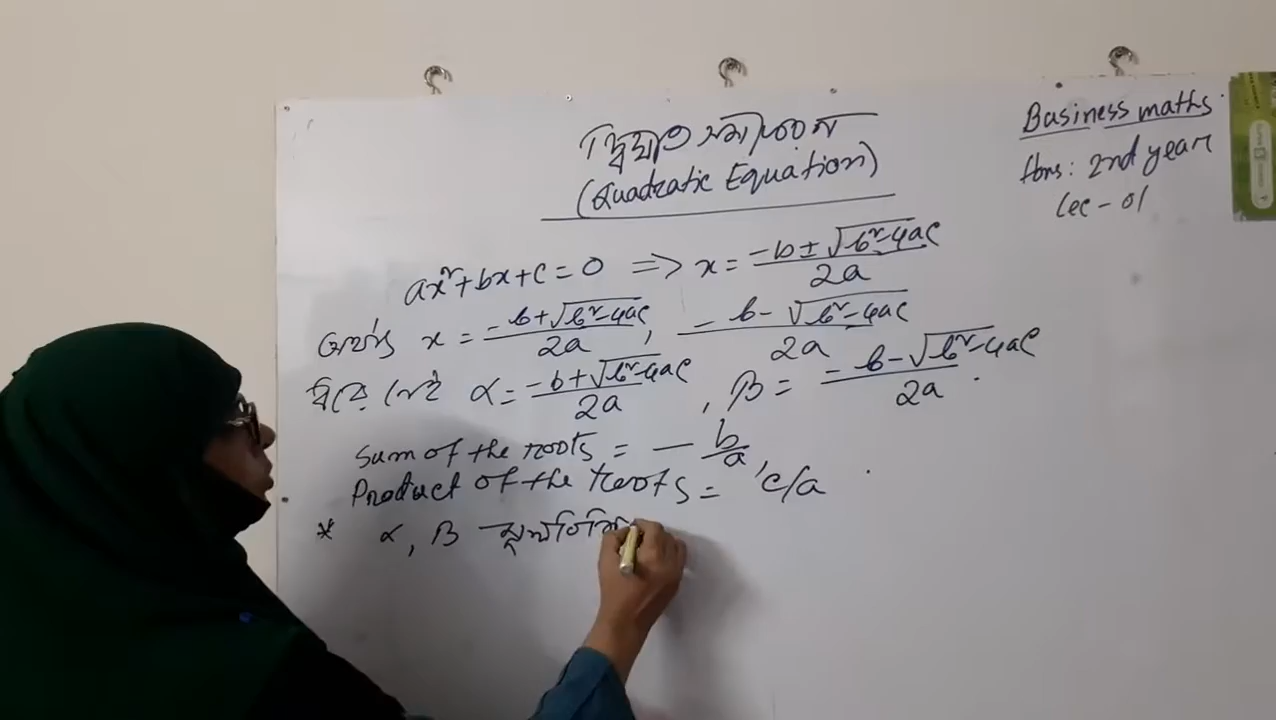 দ্বিঘাত সমীকরণ
(Quadratic Equation)
Business maths
Hons: 2nd year
Lec - 01
ax² + bx + c = 0 => x = (-b ± √b² - 4ac) / 2a
x = (-b + √b² - 4ac) / 2a, (-b - √b² - 4ac) / 2a
ধরে নেই α = (-b + √b² - 4ac) / 2a, β = (-b - √b² - 4ac) / 2a.
Sum of the roots = - b/a,
Product of the roots = c/a
* α, β মূলবিশি